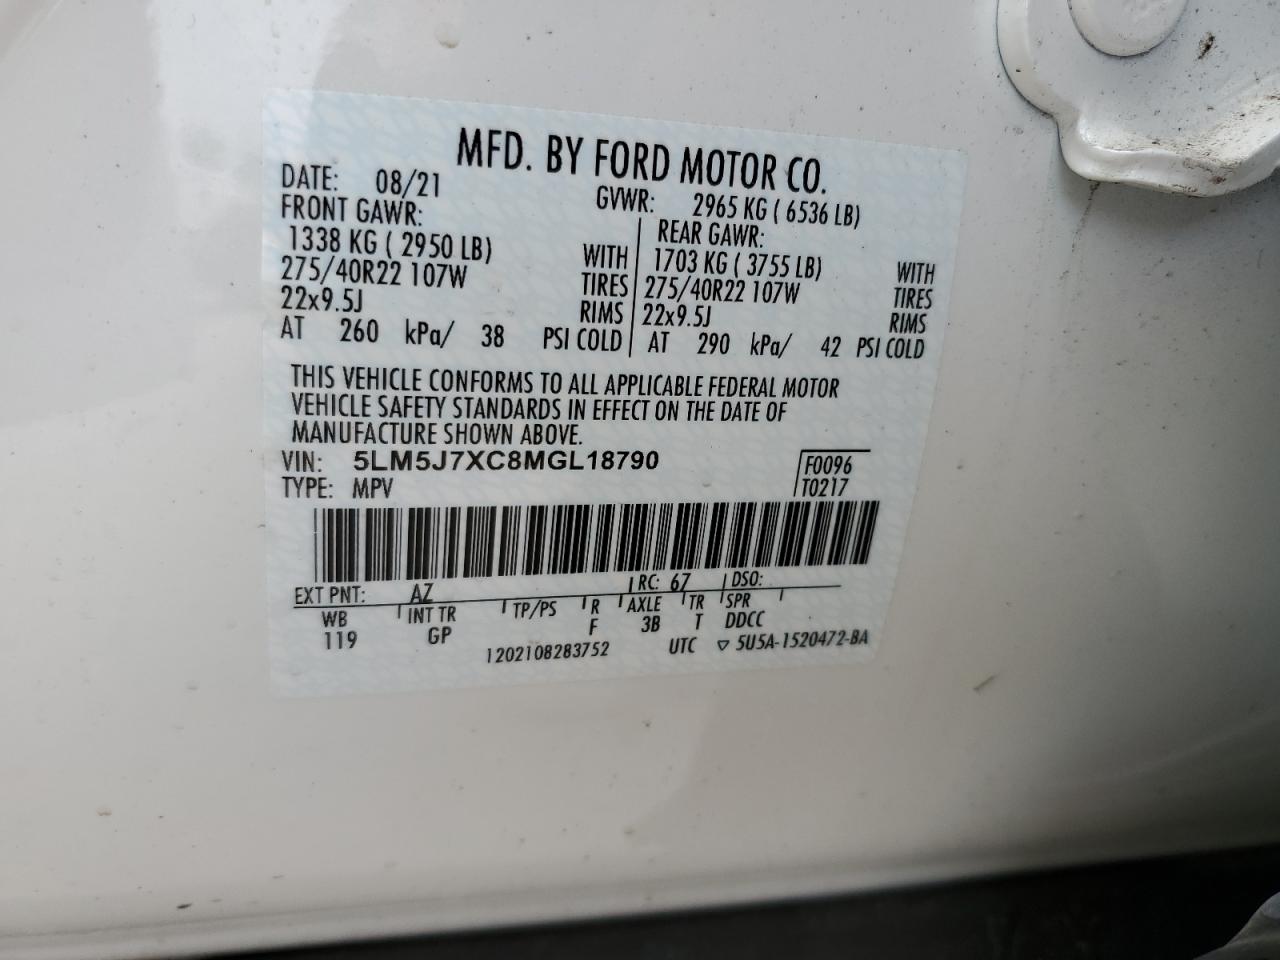 MFD. BY FORD MOTOR CO.
DATE: 08/21 GVWR: 2965 KG ( 6536 LB)
FRONT GAWR: REAR GAWR:
1338 KG ( 2950 LB) WITH 1703 KG ( 3755 LB) WITH
275/40R22 107W TIRES 275/40R22 107W TIRES
22x9.5J RIMS 22x9.5J RIMS
AT 260 kPa/ 38 PSI COLD AT 290 kPa/ 42 PSI COLD
THIS VEHICLE CONFORMS TO ALL APPLICABLE FEDERAL MOTOR
VEHICLE SAFETY STANDARDS IN EFFECT ON THE DATE OF
MANUFACTURE SHOWN ABOVE.
VIN: 5LM5J7XC8MGL18790 F0096
TYPE: MPV T0217
EXT PNT: AZ RC: 67 DSO:
WB INT TR TP/PS R AXLE TR SPR
119 GP F 3B T DDCC
1202108283752 UTC ▽ 5U5A-1520472-BA